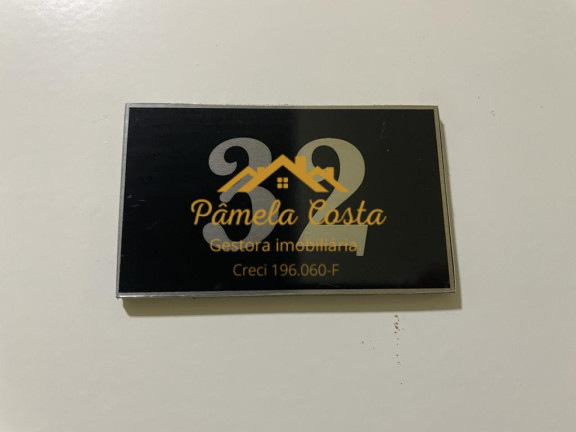 32
Pâmela Costa
Gestora imobiliária
Creci 196.060-F